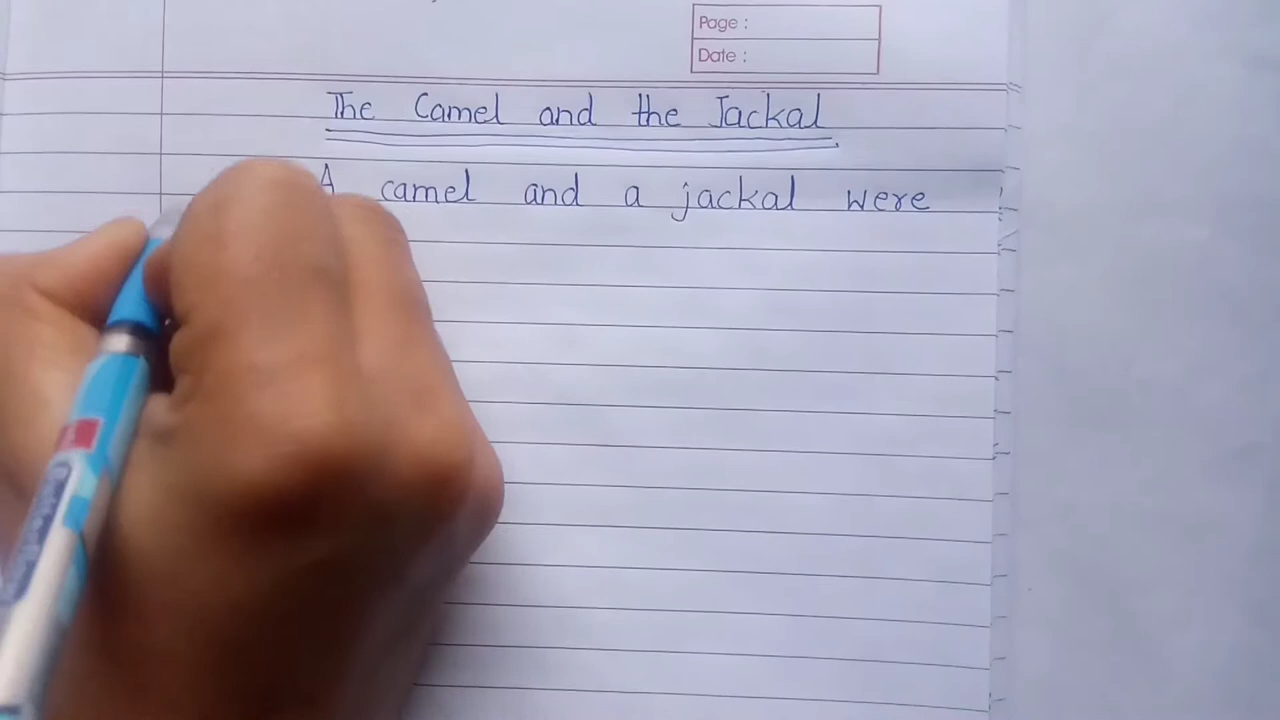 Page :
Date :
The Camel and the Jackal
A camel and a jackal were